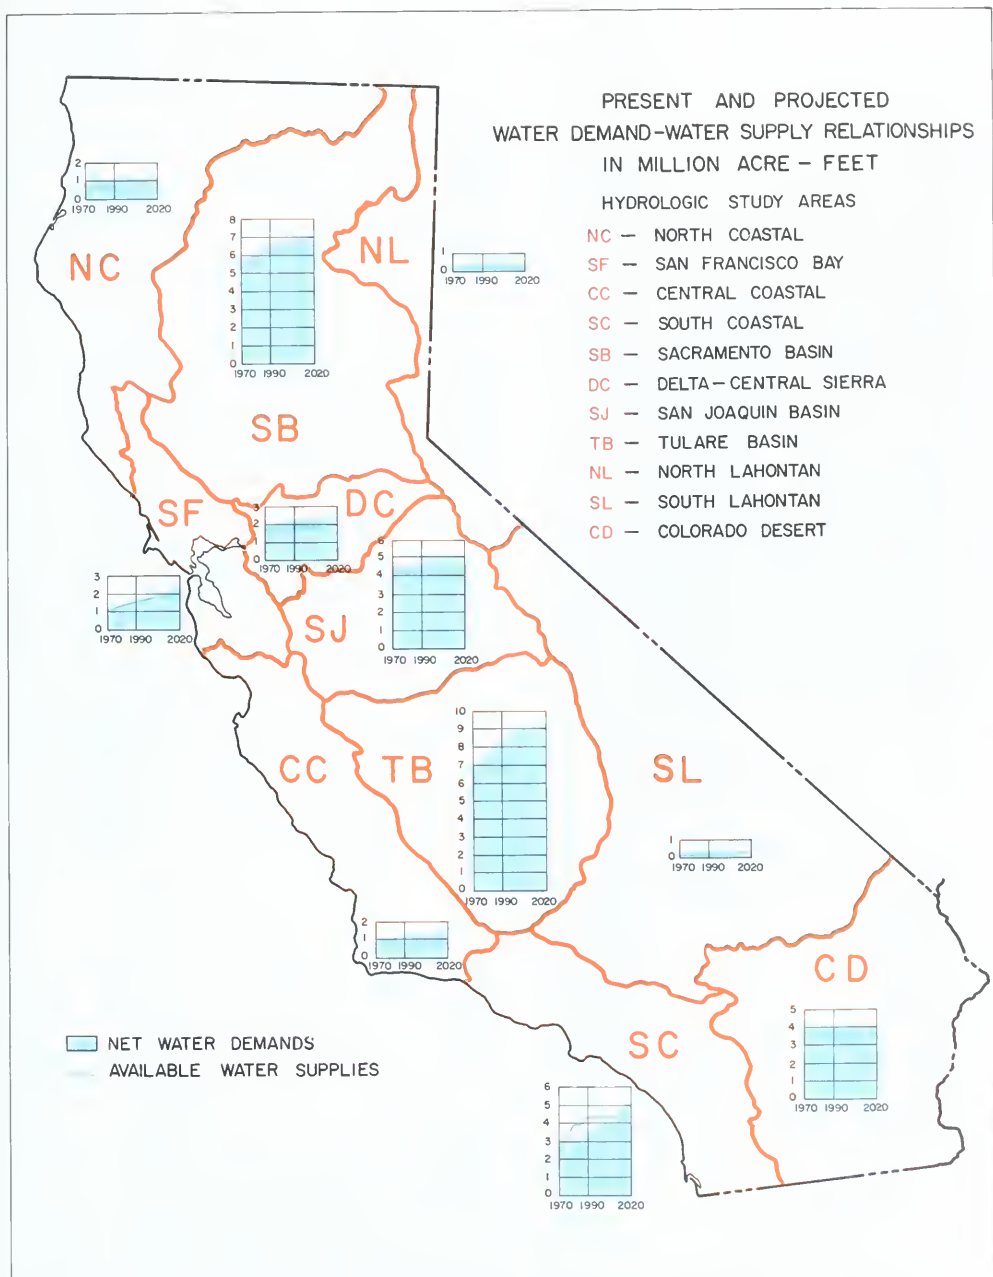 PRESENT AND PROJECTED
WATER DEMAND-WATER SUPPLY RELATIONSHIPS
IN MILLION ACRE - FEET
HYDROLOGIC STUDY AREAS
NC — NORTH COASTAL
SF — SAN FRANCISCO BAY
CC — CENTRAL COASTAL
SC — SOUTH COASTAL
SB — SACRAMENTO BASIN
DC — DELTA-CENTRAL SIERRA
SJ — SAN JOAQUIN BASIN
TB — TULARE BASIN
NL — NORTH LAHONTAN
SL — SOUTH LAHONTAN
CD — COLORADO DESERT
2
1
0
1970 1990 2020
NC
8
7
6
5
4
3
2
1
0
1970 1990 2020
SB
NL
1
0
1970 1990 2020
SF
DC
3
2
1
0
1970 1990 2020
3
2
1
0
1970 1990 2020
SJ
6
5
4
3
2
1
0
1970 1990 2020
CC
TB
10
9
8
7
6
5
4
3
2
1
0
1970 1990 2020
SL
1
0
1970 1990 2020
2
1
0
1970 1990 2020
CD
5
4
3
2
1
0
1970 1990 2020
SC
6
5
4
3
2
1
0
1970 1990 2020
NET WATER DEMANDS
AVAILABLE WATER SUPPLIES